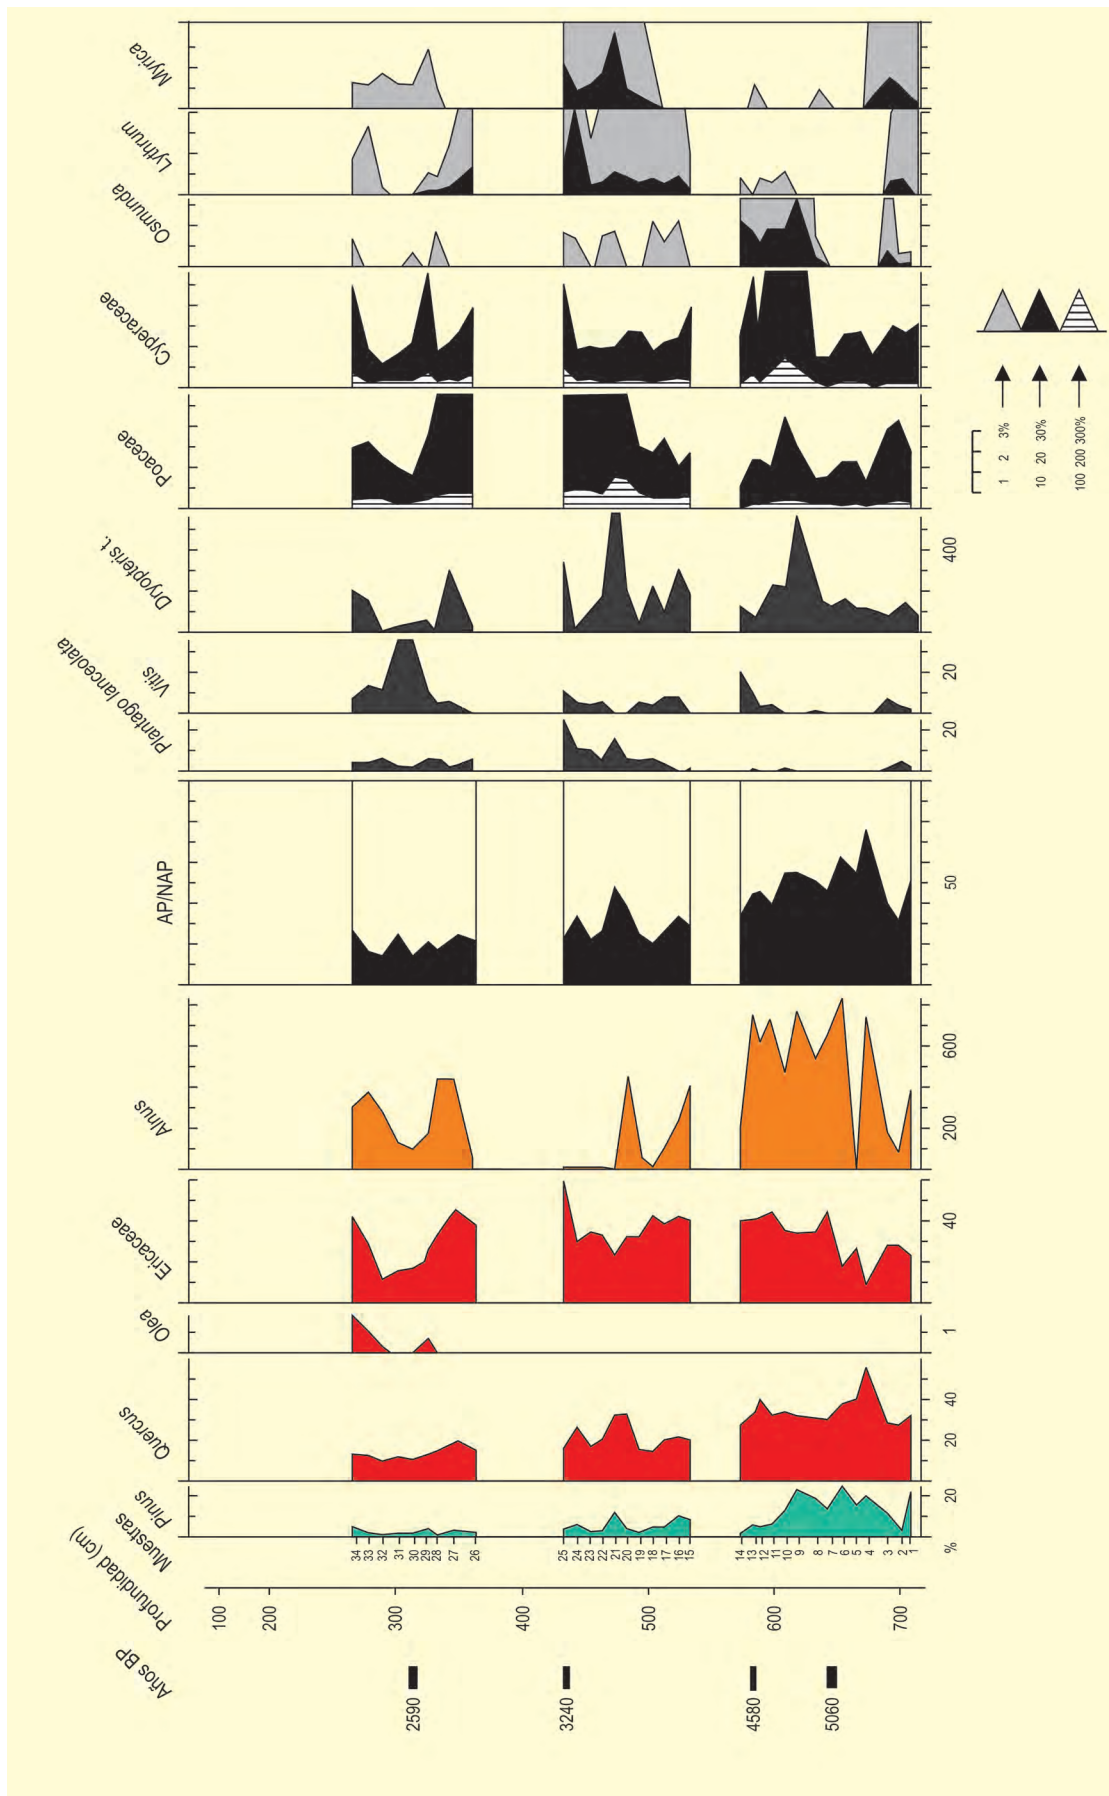 Años BP
Profundidad (cm)
Muestras
Pinus
Quercus
Olea
Ericaceae
Alnus
AP/NAP
Plantago lanceolata
Vitis
Dryopteris t.
Poaceae
Cyperaceae
Osmunda
Lythrum
Myrica
2590
3240
4580
5060
100
200
300
400
500
600
700
34
33
32
31
30
29
28
27
26
25
24
23
22
21
20
19
18
17
16
15
14
13
12
11
10
9
8
7
6
5
4
3
2
1
%
20
20 40
1
40
200 600
50
20
20
400
1 2 3%
10 20 30%
100 200 300%